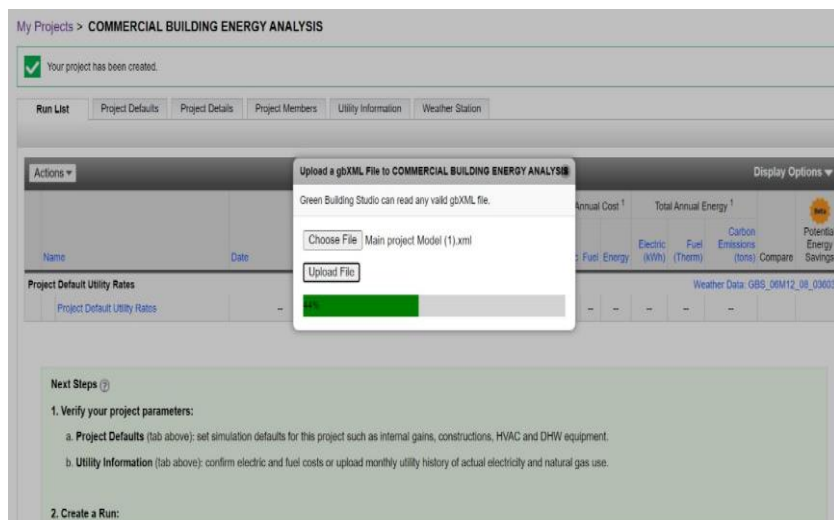 My Projects > COMMERCIAL BUILDING ENERGY ANALYSIS
Your project has been created.
Run List Project Defaults Project Details Project Members Utility Information Weather Station
Actions Display Options
Upload a gbXML File to COMMERCIAL BUILDING ENERGY ANALYSIS
Green Building Studio can read any valid gbXML file.
Choose File Main project Model (1).xml
Upload File
44%
Annual Cost 1 Total Annual Energy 1
Name Date Fuel Energy Electric (kWh) Fuel (Therm) Carbon Emissions (tons) Compare Potential Energy Savings
Project Default Utility Rates Weather Data: GBS_06M12_08_03603
Project Default Utility Rates -- -- -- -- -- --
Next Steps (?)
1. Verify your project parameters:
a. Project Defaults (tab above): set simulation defaults for this project such as internal gains, constructions, HVAC and DHW equipment.
b. Utility Information (tab above): confirm electric and fuel costs or upload monthly utility history of actual electricity and natural gas use.
2. Create a Run: